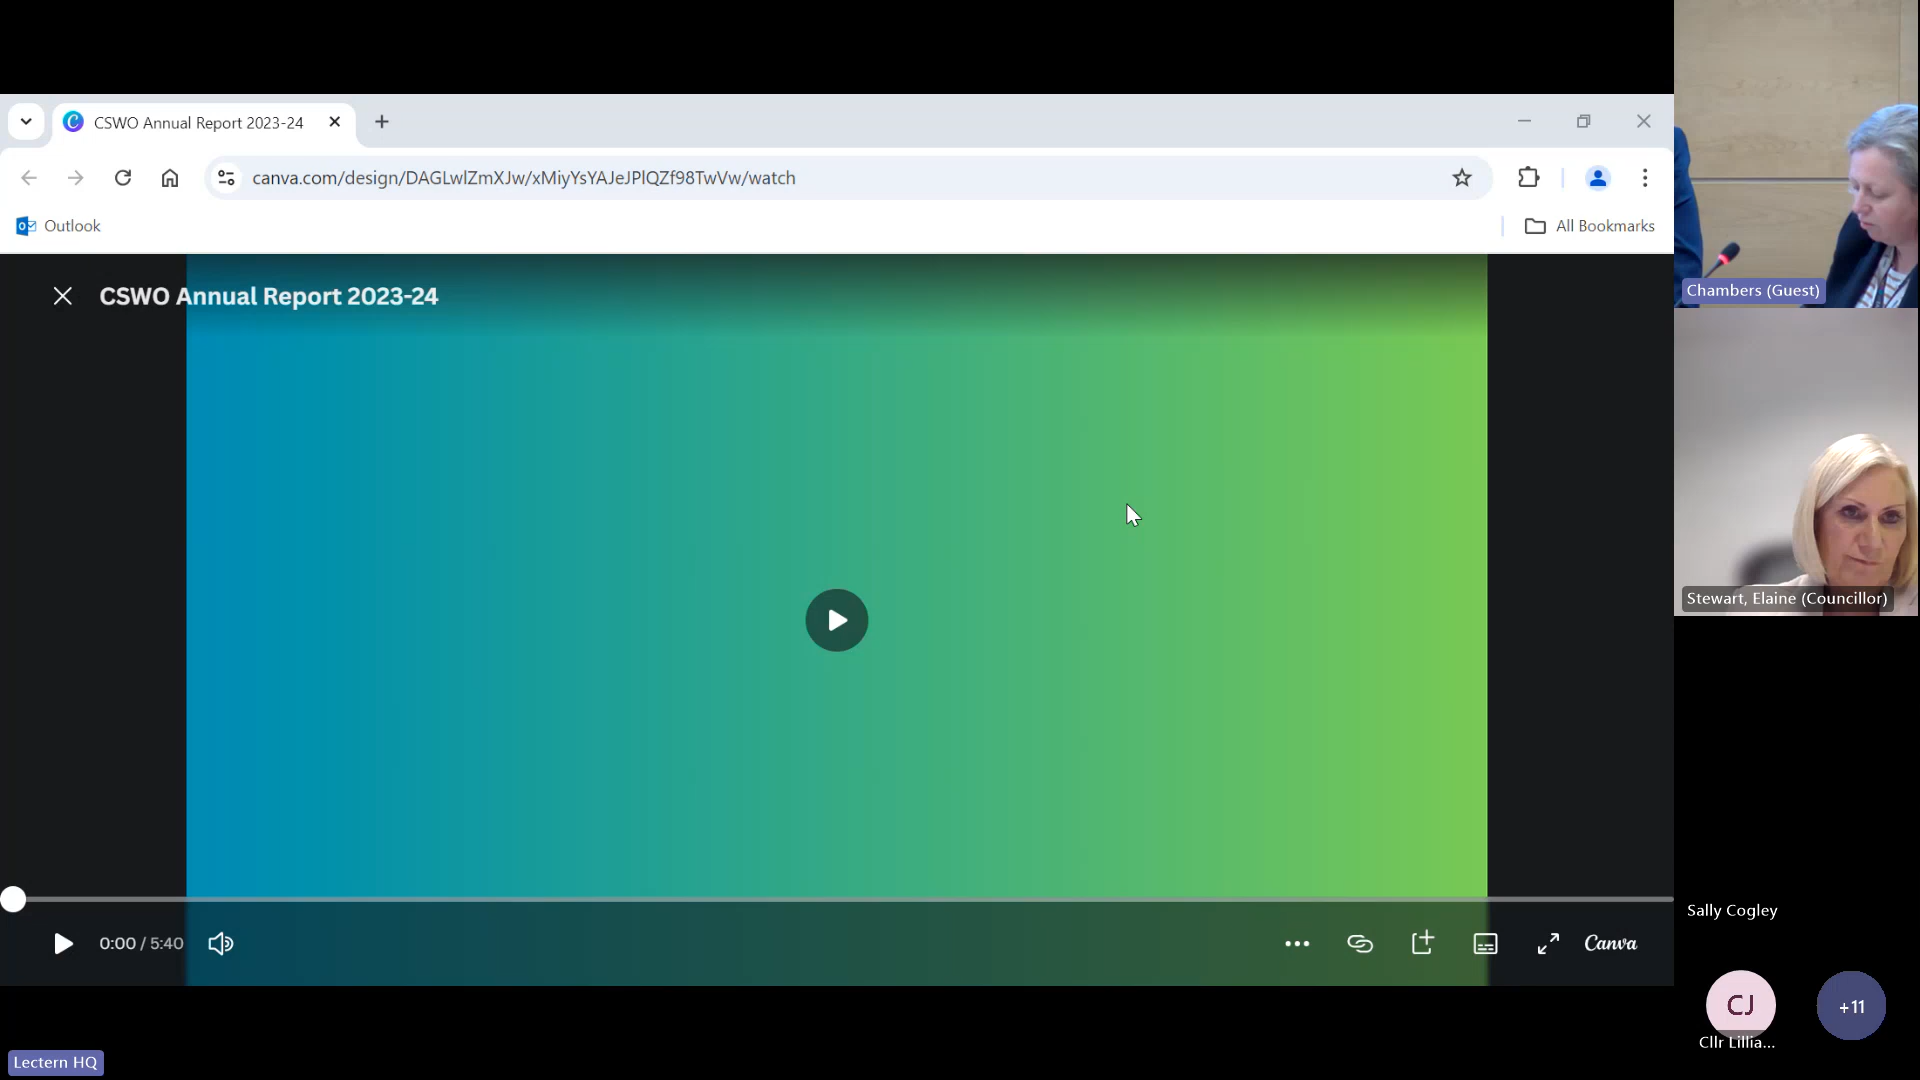 CSWO Annual Report 2023-24
canva.com/design/DAGLwlZmXJw/xMiyYsYAJeJPlQZf98TwVw/watch
Outlook
All Bookmarks
CSWO Annual Report 2023-24
0:00 / 5:40
Canva
Chambers (Guest)
Stewart, Elaine (Councillor)
Sally Cogley
CJ
+11
Cllr Lillia...
Lectern HQ